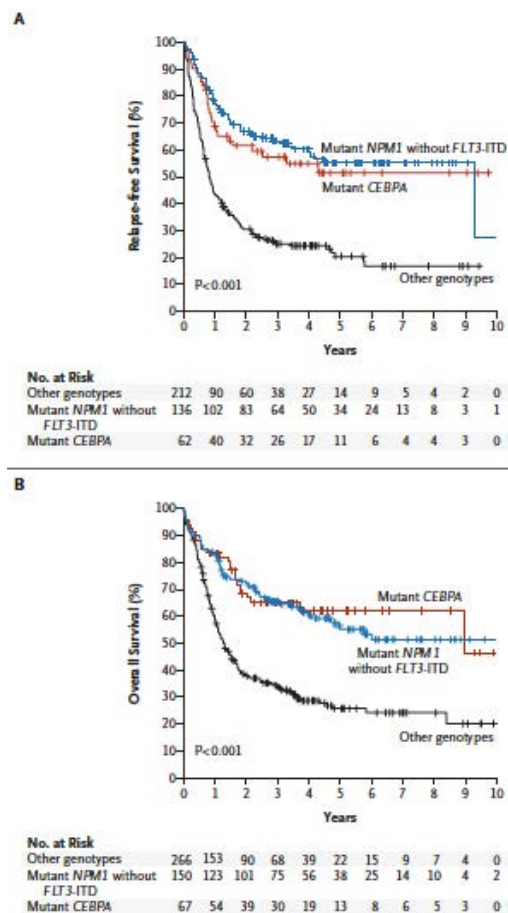 A
100
90
80
70
60
50
40
30
20
10
0
Relapse-free Survival (%)
Mutant NPM1 without FLT3-ITD
Mutant CEBPA
Other genotypes
P<0.001
0 1 2 3 4 5 6 7 8 9 10
Years
No. at Risk
Other genotypes 212 90 60 38 27 14 9 5 4 2 0
Mutant NPM1 without 136 102 83 64 50 34 24 13 8 3 1
FLT3-ITD
Mutant CEBPA 62 40 32 26 17 11 6 4 4 3 0
B
100
90
80
70
60
50
40
30
20
10
0
Overall Survival (%)
Mutant CEBPA
Mutant NPM1
without FLT3-ITD
Other genotypes
P<0.001
0 1 2 3 4 5 6 7 8 9 10
Years
No. at Risk
Other genotypes 266 153 90 68 39 22 15 9 7 4 0
Mutant NPM1 without 150 123 101 75 56 38 25 14 10 4 2
FLT3-ITD
Mutant CEBPA 67 54 39 30 19 13 8 6 5 3 0